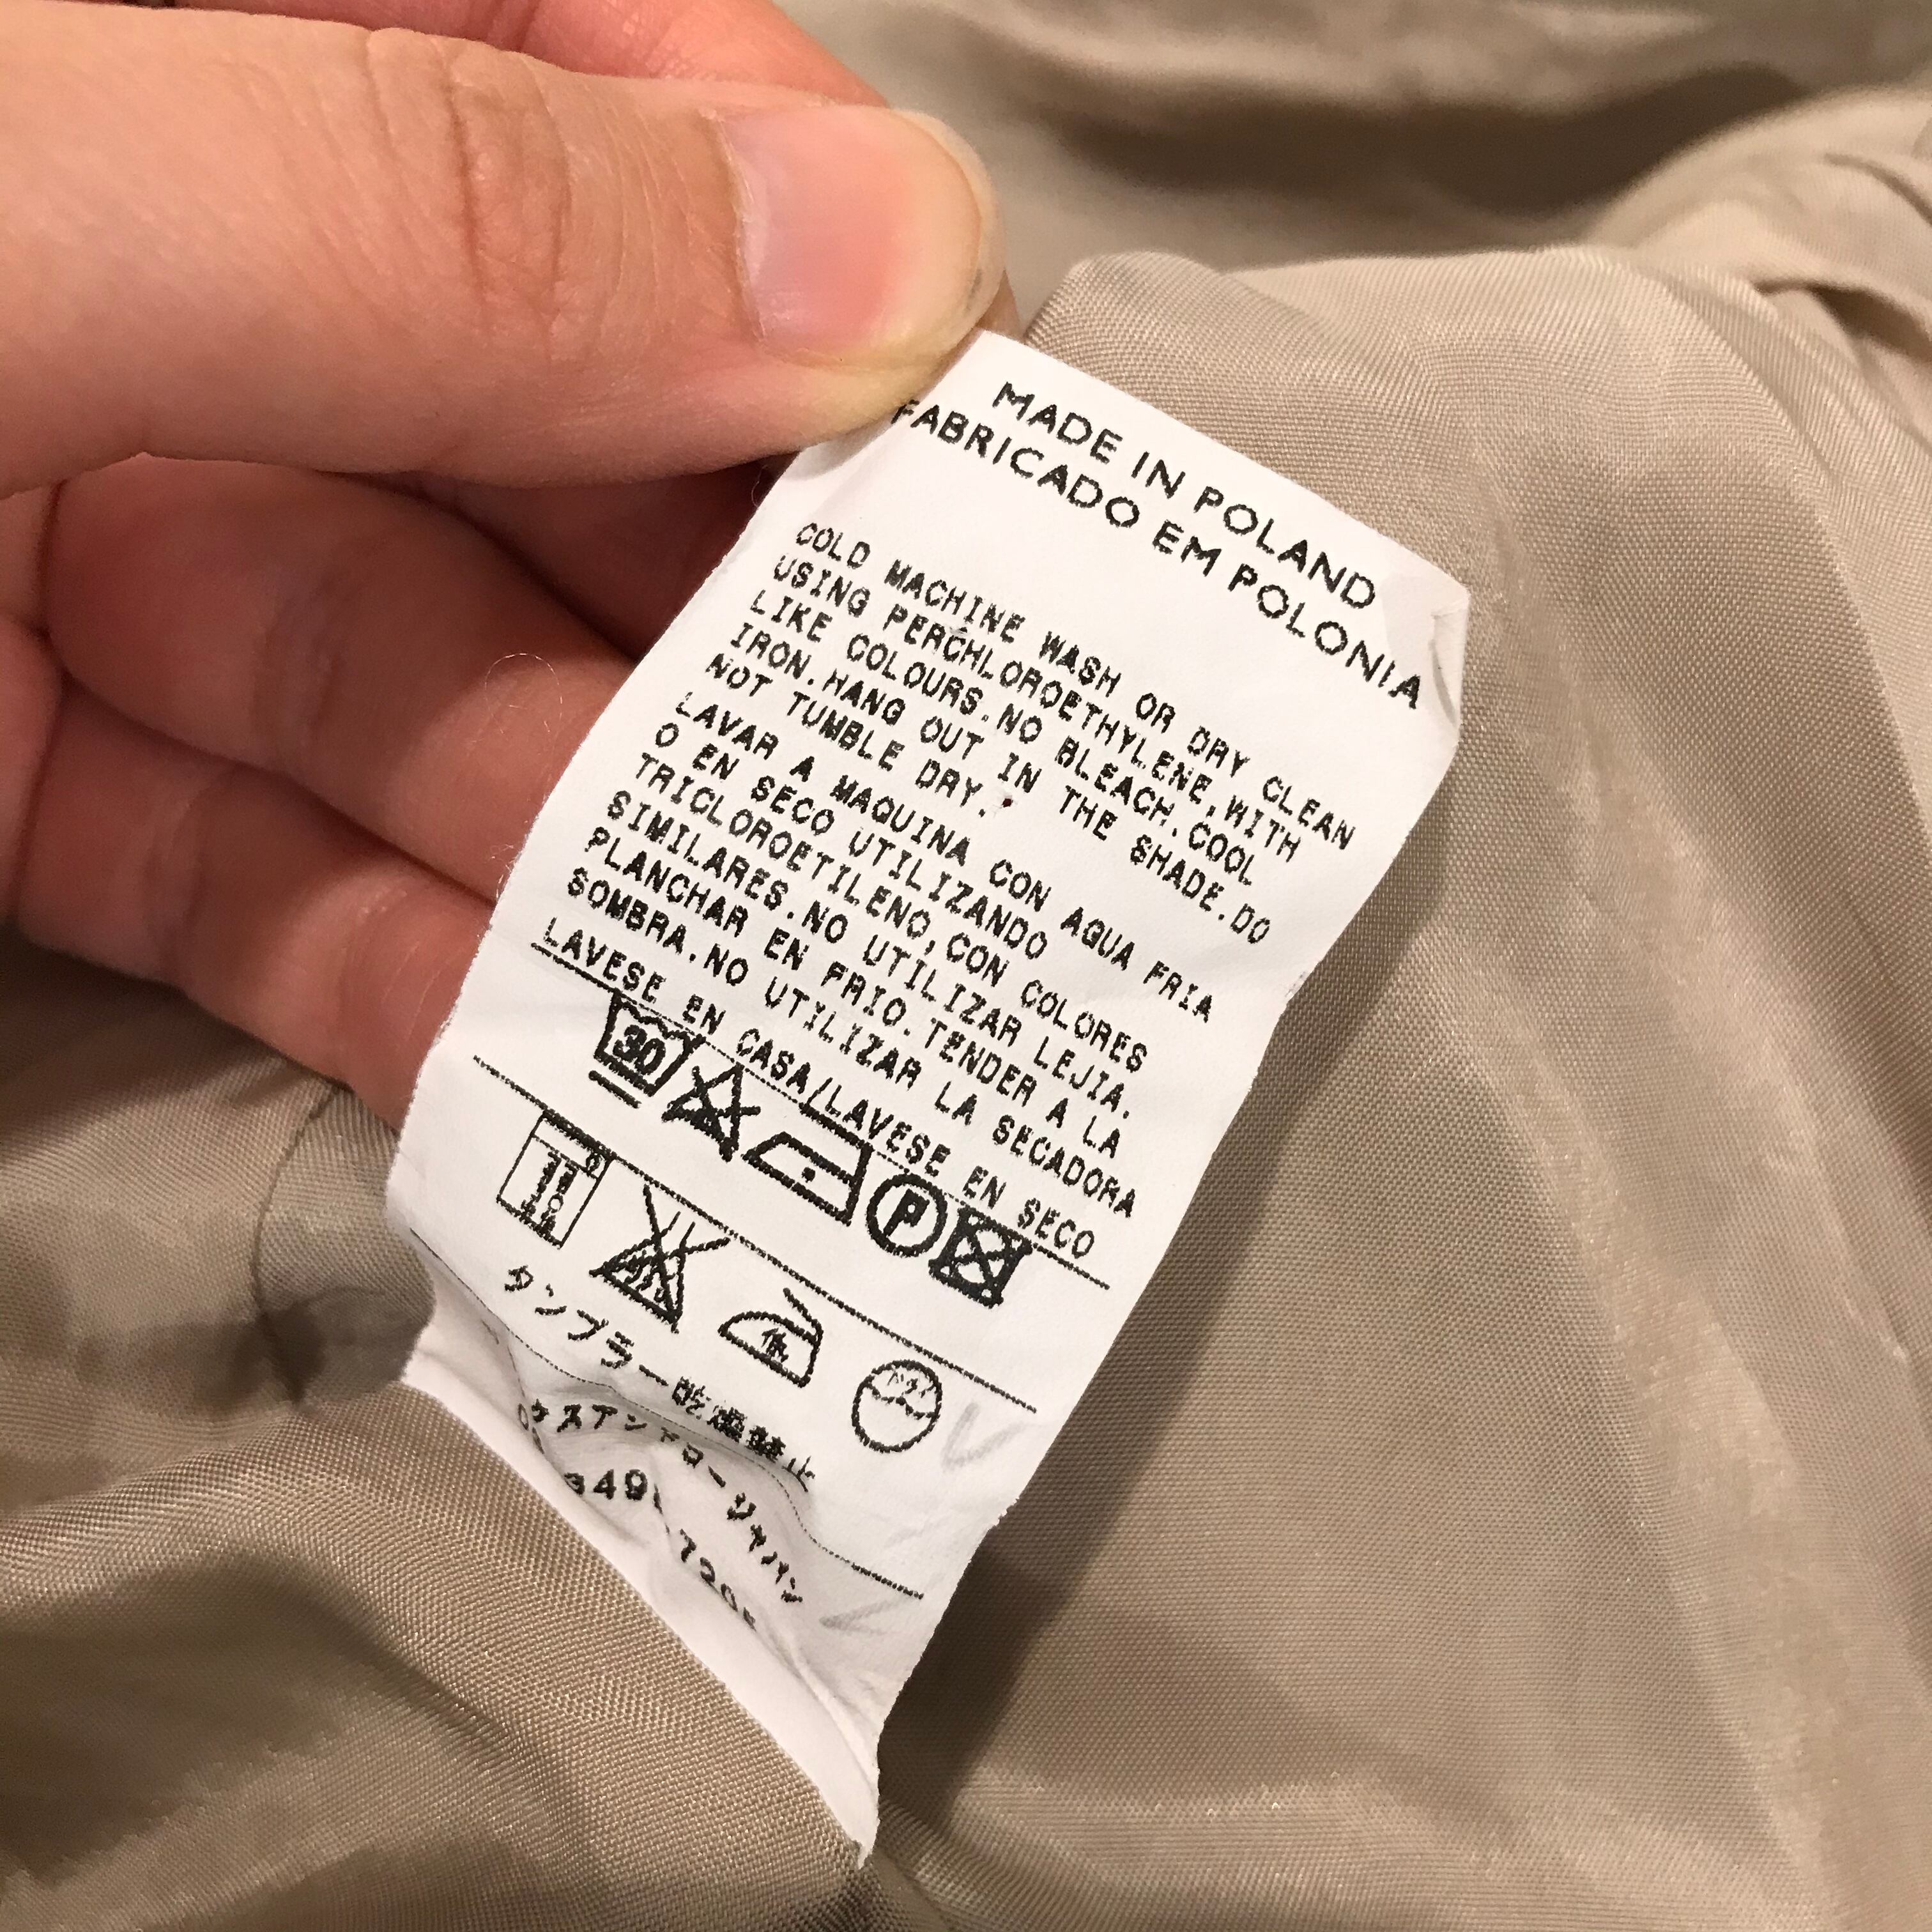 MADE IN POLAND
FABRICADO EM POLONIA
COLD MACHINE WASH OR DRY CLEAN
USING PERCHLOROETHYLENE,WITH
LIKE COLOURS.NO BLEACH.COOL
IRON.HANG OUT IN THE SHADE.DO
NOT TUMBLE DRY.
LAVAR A MAQUINA CON AGUA FRIA
O EN SECO UTILIZANDO
TRICLOROETILENO,CON COLORES
SIMILARES.NO UTILIZAR LEJIA.
PLANCHAR EN FRIO.TENDER A LA
SOMBRA.NO UTILIZAR LA SECADORA
LAVESE EN CASA/LAVESE EN SECO
30
P
低
タンブラー乾燥禁止